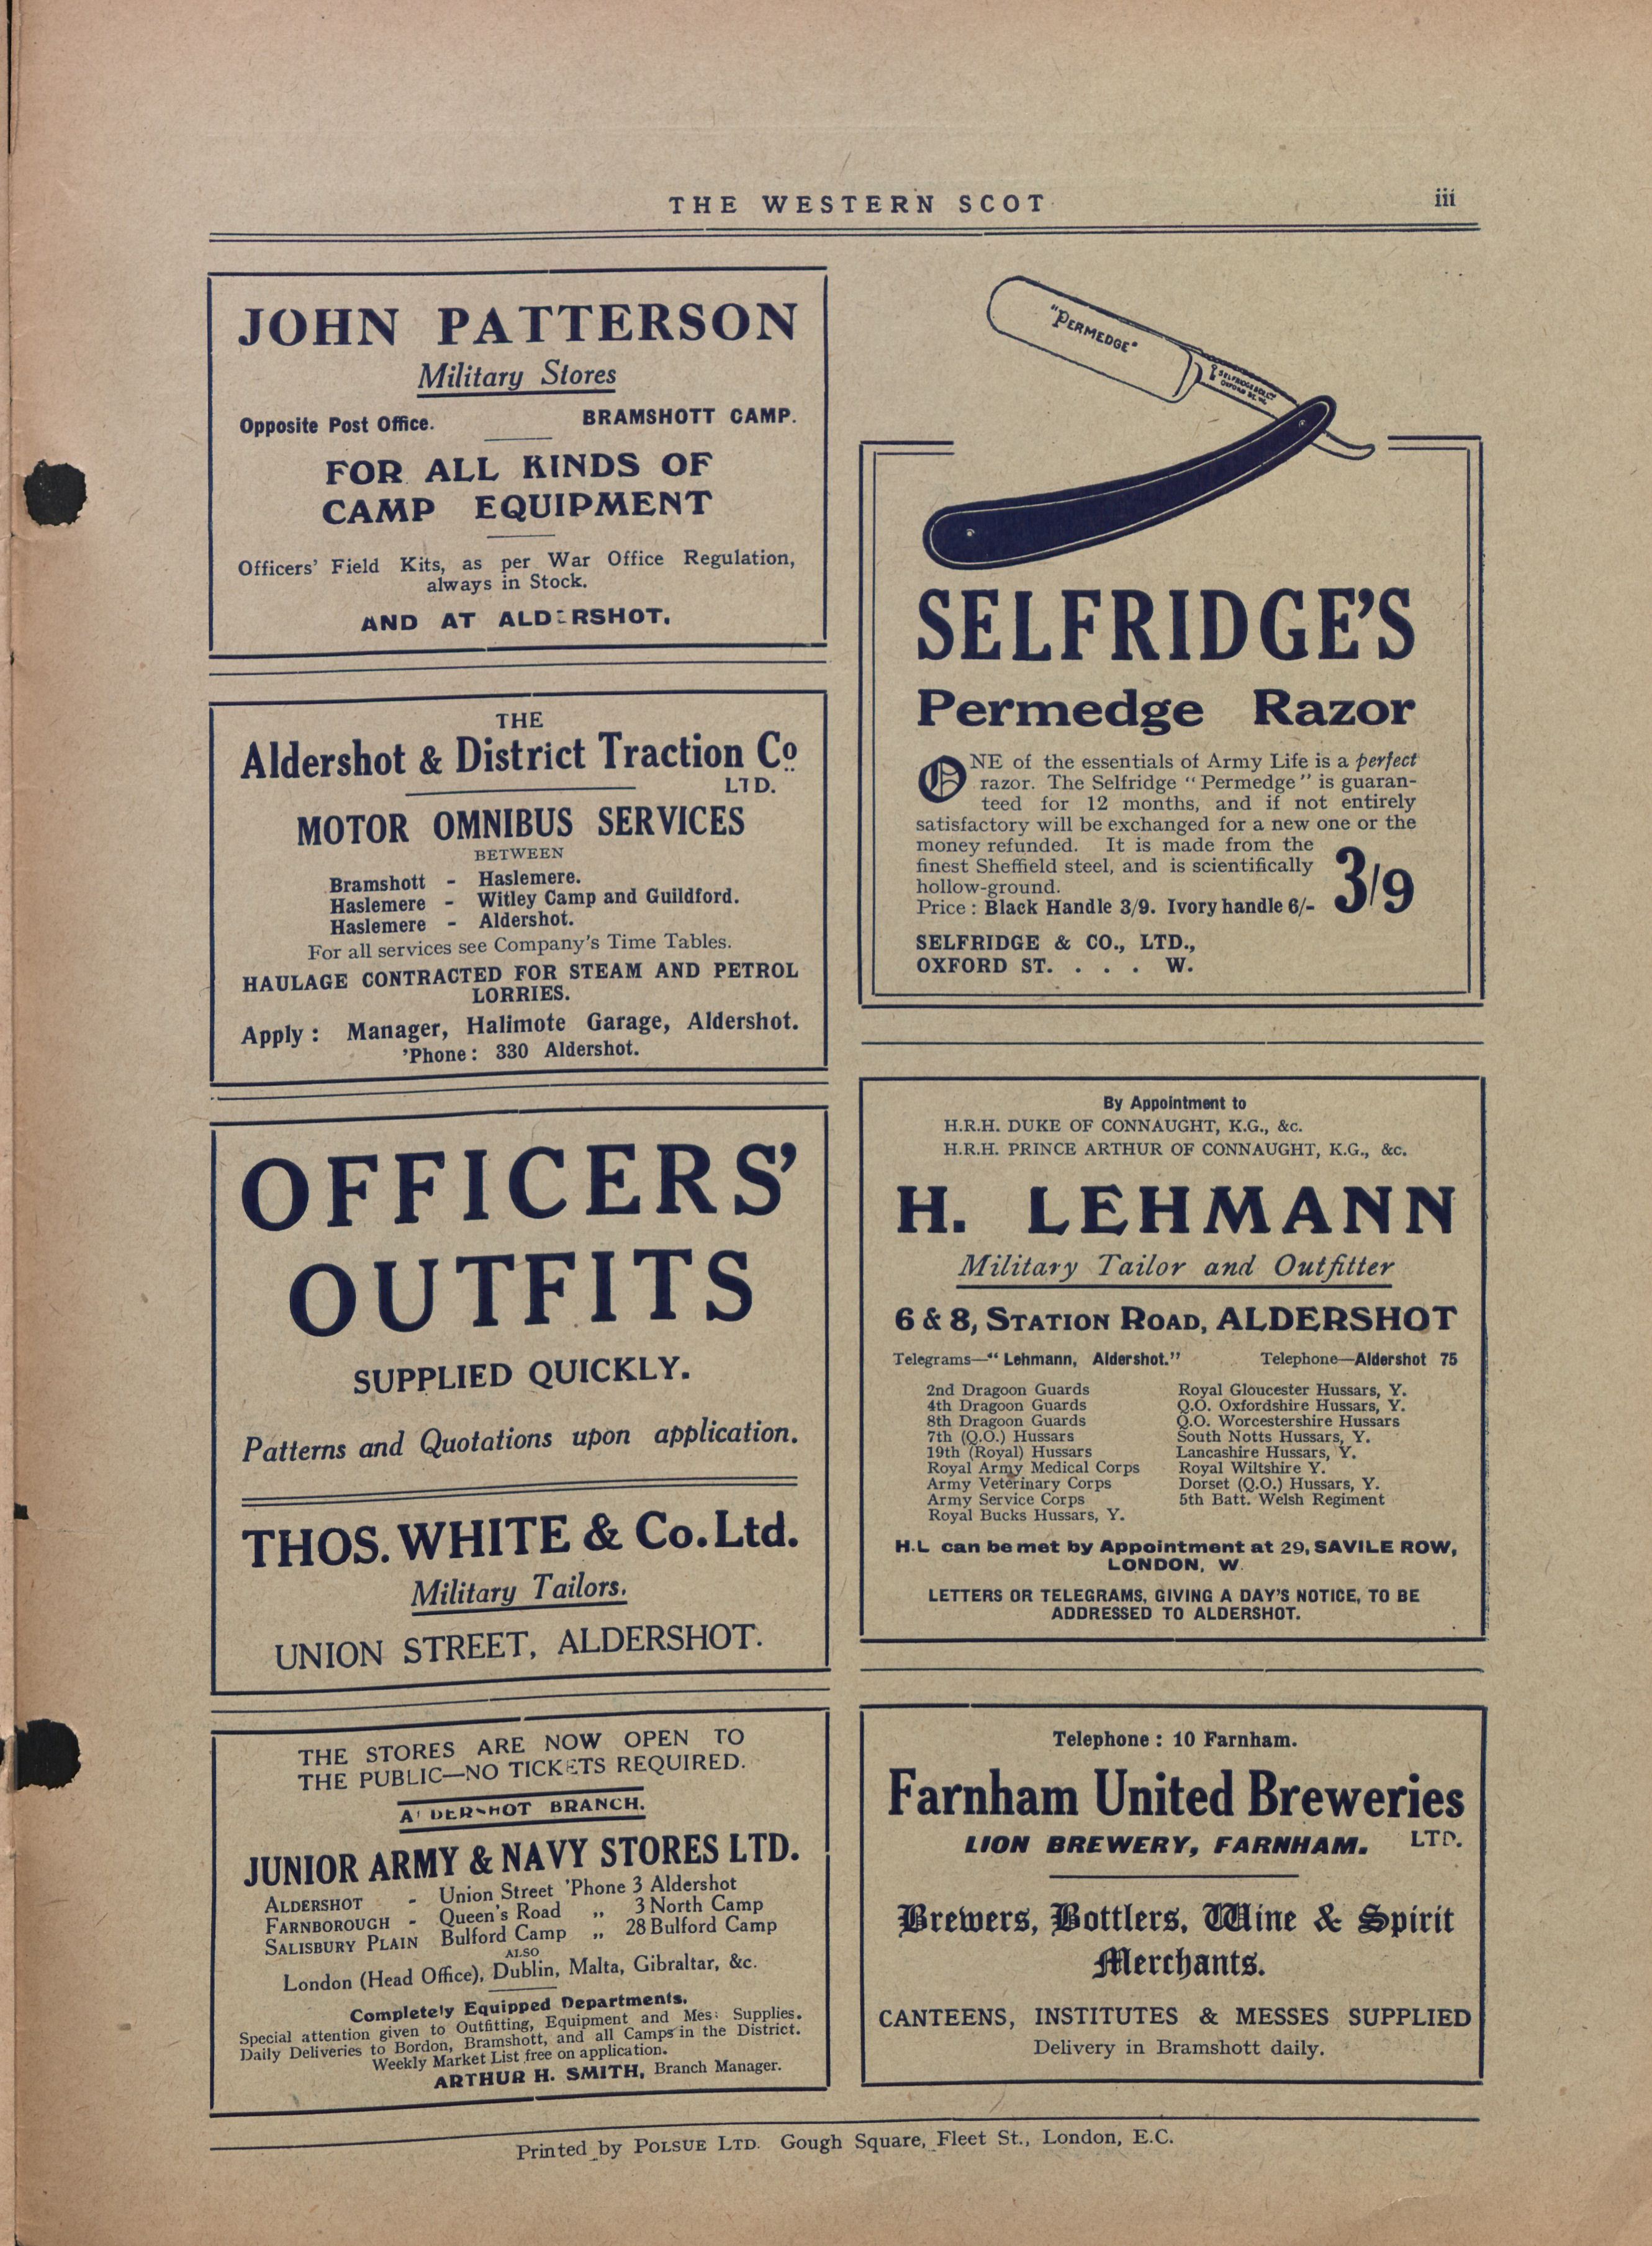 THE WESTERN SCOT
iii
JOHN PATTERSON
Military Stores
Opposite Post Office. BRAMSHOTT CAMP.
FOR ALL KINDS OF
CAMP EQUIPMENT
Officers' Field Kits, as per War Office Regulation,
always in Stock.
AND AT ALDERSHOT.
THE
Aldershot & District Traction Co.
LTD.
MOTOR OMNIBUS SERVICES
BETWEEN
Bramshott - Haslemere.
Haslemere - Witley Camp and Guildford.
Haslemere - Aldershot.
For all services see Company's Time Tables.
HAULAGE CONTRACTED FOR STEAM AND PETROL
LORRIES.
Apply : Manager, Halimote Garage, Aldershot.
'Phone : 330 Aldershot.
OFFICERS'
OUTFITS
SUPPLIED QUICKLY.
Patterns and Quotations upon application.
THOS. WHITE & Co. Ltd.
Military Tailors.
UNION STREET, ALDERSHOT.
THE STORES ARE NOW OPEN TO
THE PUBLIC—NO TICKETS REQUIRED.
ALDERSHOT BRANCH.
JUNIOR ARMY & NAVY STORES LTD.
ALDERSHOT - Union Street 'Phone 3 Aldershot
FARNBOROUGH - Queen's Road „ 3 North Camp
SALISBURY PLAIN Bulford Camp „ 28 Bulford Camp
ALSO
London (Head Office), Dublin, Malta, Gibraltar, &c.
Completely Equipped Departments.
Special attention given to Outfitting, Equipment and Mess Supplies.
Daily Deliveries to Bordon, Bramshott, and all Camps in the District.
Weekly Market List free on application.
ARTHUR H. SMITH, Branch Manager.
"PERMEDGE"
SELFRIDGE & CO. LTD
OXFORD ST. W.
SELFRIDGE'S
Permedge Razor
ONE of the essentials of Army Life is a perfect
razor. The Selfridge "Permedge" is guaran-
teed for 12 months, and if not entirely
satisfactory will be exchanged for a new one or the
money refunded. It is made from the
finest Sheffield steel, and is scientifically
hollow-ground.
Price : Black Handle 3/9. Ivory handle 6/-
3/9
SELFRIDGE & CO., LTD.,
OXFORD ST. . . . W.
By Appointment to
H.R.H. DUKE OF CONNAUGHT, K.G., &c.
H.R.H. PRINCE ARTHUR OF CONNAUGHT, K.G., &c.
H. LEHMANN
Military Tailor and Outfitter
6 & 8, STATION ROAD, ALDERSHOT
Telegrams—"Lehmann, Aldershot." Telephone—Aldershot 75
2nd Dragoon Guards
4th Dragoon Guards
8th Dragoon Guards
7th (Q.O.) Hussars
19th (Royal) Hussars
Royal Army Medical Corps
Army Veterinary Corps
Army Service Corps
Royal Bucks Hussars, Y.
Royal Gloucester Hussars, Y.
Q.O. Oxfordshire Hussars, Y.
Q.O. Worcestershire Hussars
South Notts Hussars, Y.
Lancashire Hussars, Y.
Royal Wiltshire Y.
Dorset (Q.O.) Hussars, Y.
5th Batt. Welsh Regiment
H.L can be met by Appointment at 29, SAVILE ROW,
LONDON, W.
LETTERS OR TELEGRAMS, GIVING A DAY'S NOTICE, TO BE
ADDRESSED TO ALDERSHOT.
Telephone : 10 Farnham.
Farnham United Breweries
LION BREWERY, FARNHAM. LTD.
Brewers, Bottlers, Wine & Spirit
Merchants.
CANTEENS, INSTITUTES & MESSES SUPPLIED
Delivery in Bramshott daily.
Printed by POLSUE LTD. Gough Square, Fleet St., London, E.C.